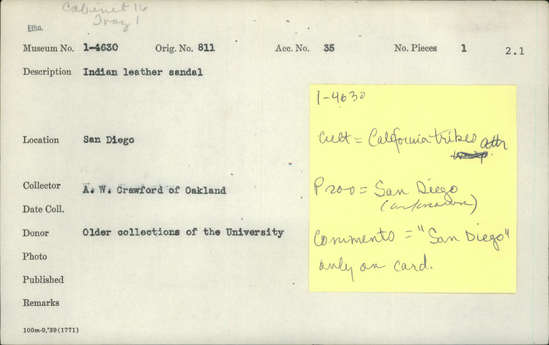 Cabinet 16
Tray 1
Etho.
Museum No. 1-4630 Orig. No. 811 Acc. No. 35 No. Pieces 1 2.1
Description Indian leather sandal
Location San Diego
Collector A. W. Crawford of Oakland
Date Coll.
Donor Older collections of the University
Photo
Published
Remarks
100m-9,'39(1771)
1-4630
Cult = California tribes attr
Prov = San Diego
(unknown)
Comments = "San Diego"
only on card.